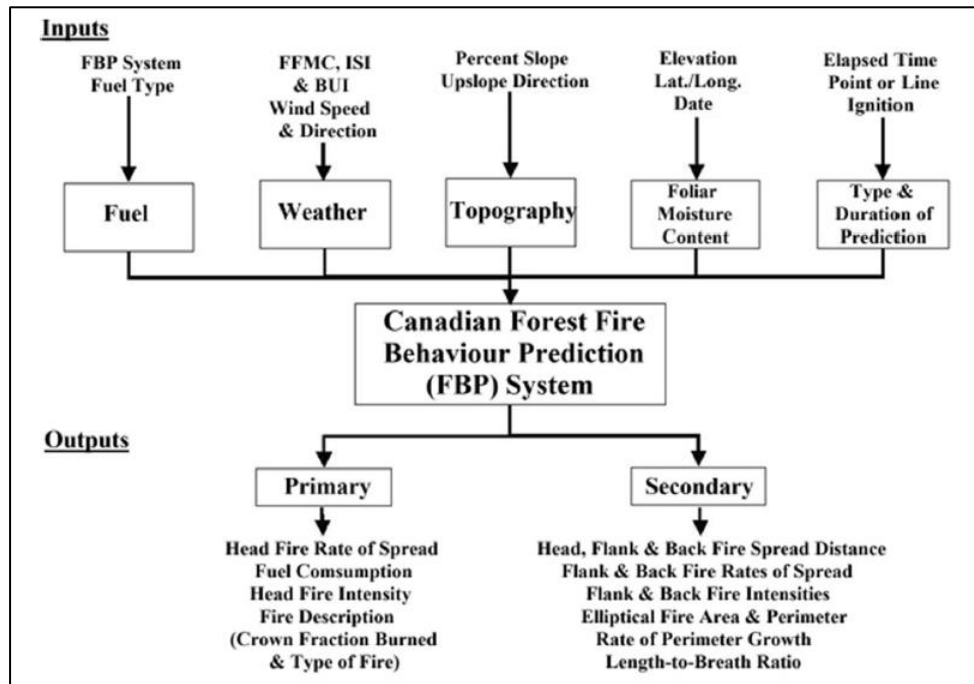 Inputs
FBP System
Fuel Type
FFMC, ISI
& BUI
Wind Speed
& Direction
Percent Slope
Upslope Direction
Elevation
Lat./Long.
Date
Elapsed Time
Point or Line
Ignition
Fuel
Weather
Topography
Foliar
Moisture
Content
Type &
Duration of
Prediction
Canadian Forest Fire
Behaviour Prediction
(FBP) System
Outputs
Primary
Secondary
Head Fire Rate of Spread
Fuel Comsumption
Head Fire Intensity
Fire Description
(Crown Fraction Burned
& Type of Fire)
Head, Flank & Back Fire Spread Distance
Flank & Back Fire Rates of Spread
Flank & Back Fire Intensities
Elliptical Fire Area & Perimeter
Rate of Perimeter Growth
Length-to-Breath Ratio